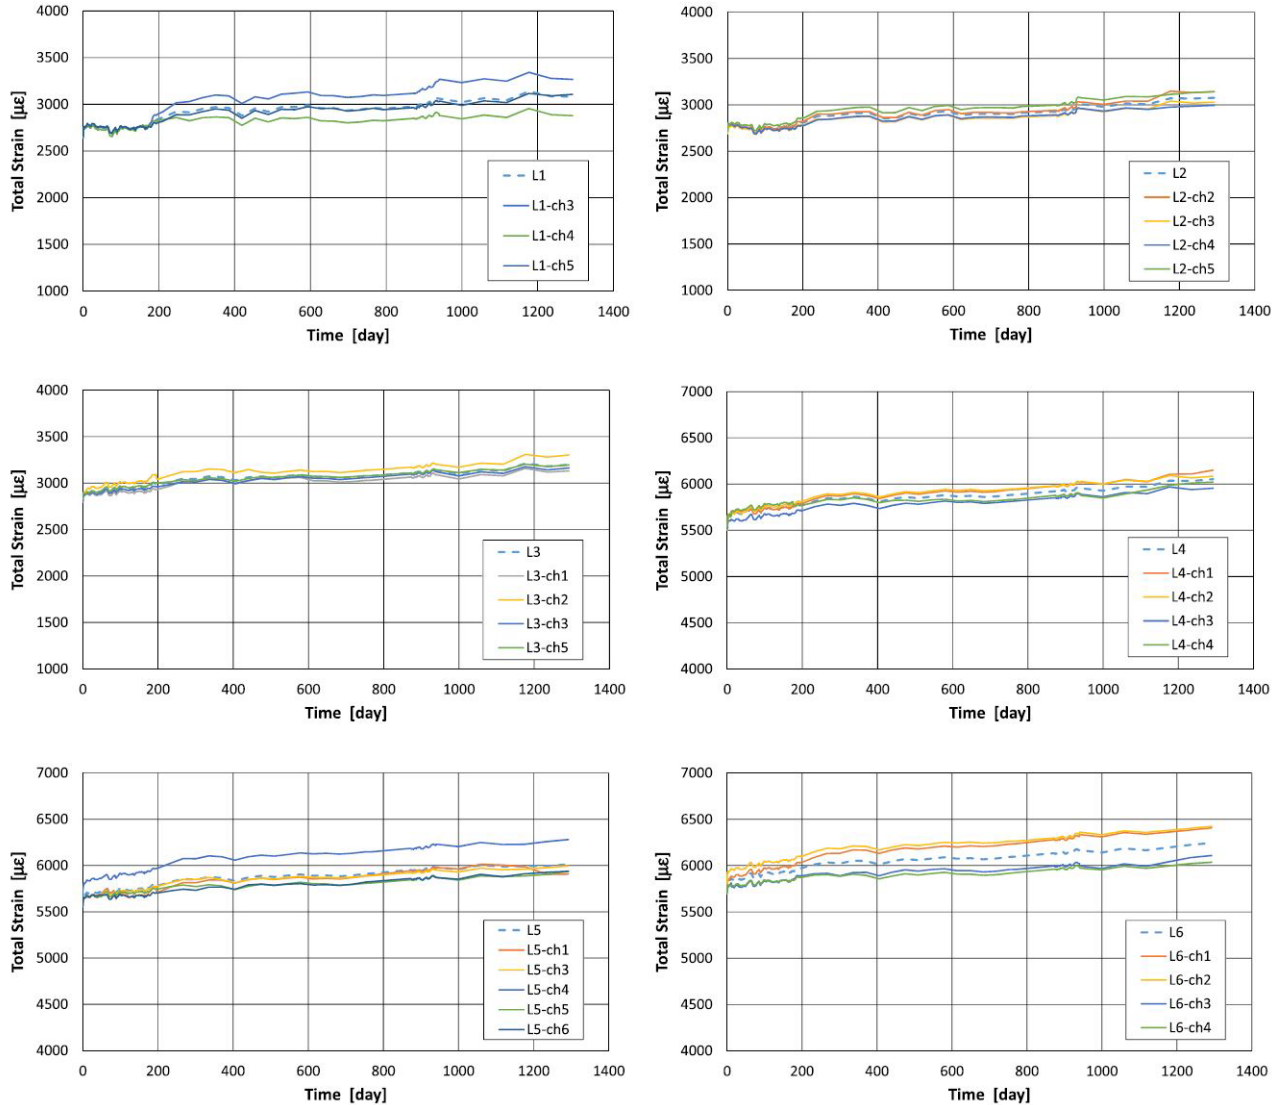 4000
3500
3000
2500
2000
1500
1000
Total Strain [με]
L1
L1-ch3
L1-ch4
L1-ch5
0 200 400 600 800 1000 1200 1400
Time [day]
4000
3500
3000
2500
2000
1500
1000
Total Strain [με]
L2
L2-ch2
L2-ch3
L2-ch4
L2-ch5
0 200 400 600 800 1000 1200 1400
Time [day]
4000
3500
3000
2500
2000
1500
1000
Total Strain [με]
L3
L3-ch1
L3-ch2
L3-ch3
L3-ch5
0 200 400 600 800 1000 1200 1400
Time [day]
7000
6500
6000
5500
5000
4500
4000
Total Strain [με]
L4
L4-ch1
L4-ch2
L4-ch3
L4-ch4
0 200 400 600 800 1000 1200 1400
Time [day]
7000
6500
6000
5500
5000
4500
4000
Total Strain [με]
L5
L5-ch1
L5-ch3
L5-ch4
L5-ch5
L5-ch6
0 200 400 600 800 1000 1200 1400
Time [day]
7000
6500
6000
5500
5000
4500
4000
Total Strain [με]
L6
L6-ch1
L6-ch2
L6-ch3
L6-ch4
0 200 400 600 800 1000 1200 1400
Time [day]